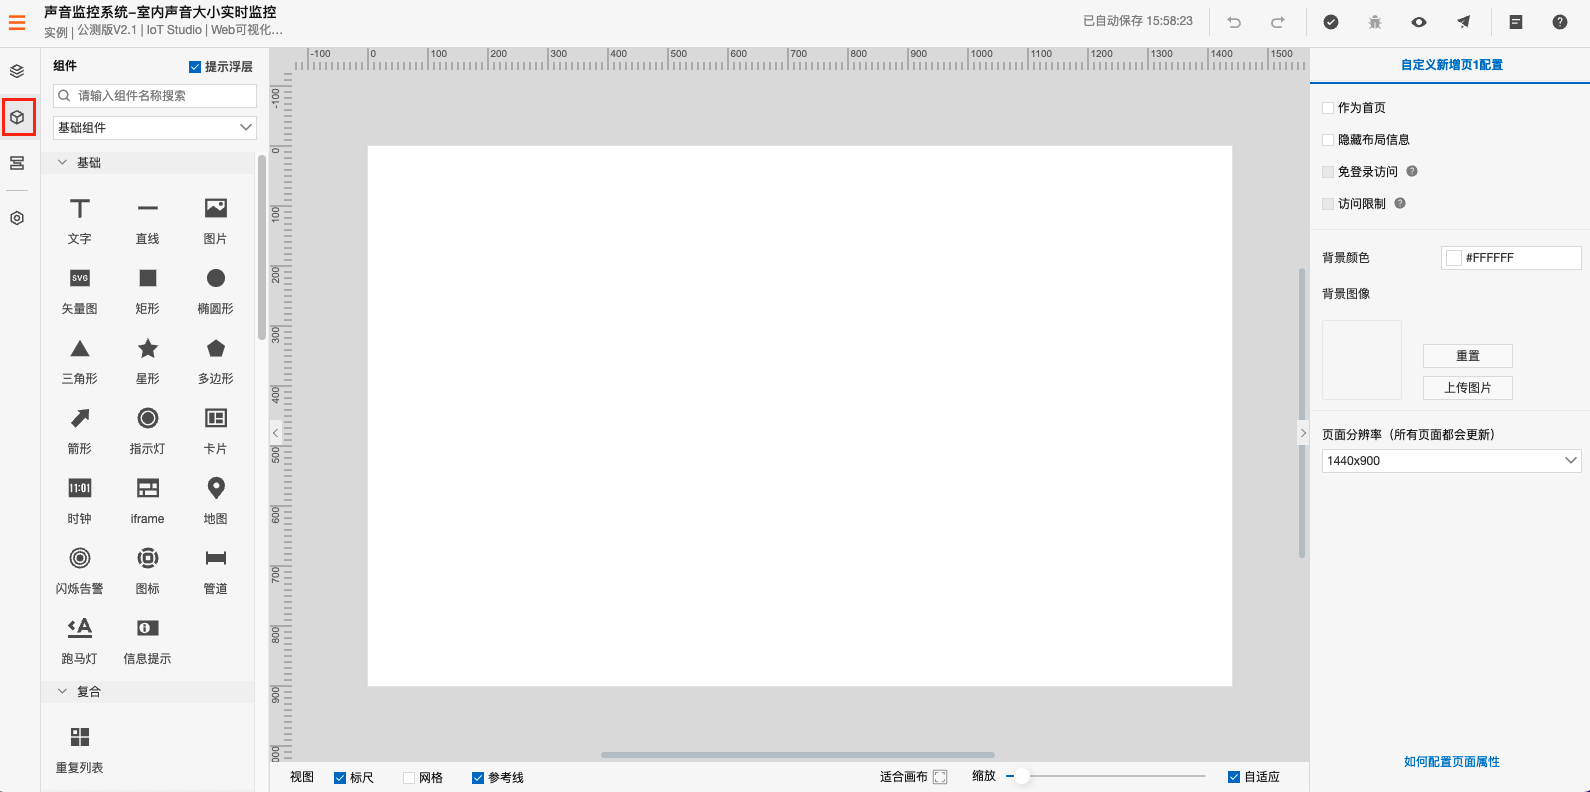 声音监控系统-室内声音大小实时监控
实例 | 公测版V2.1 | IoT Studio | Web可视化...
已自动保存 15:58:23
组件
提示浮层
请输入组件名称搜索
基础组件
基础
文字
直线
图片
SVG
矢量图
矩形
椭圆形
三角形
星形
多边形
箭形
指示灯
卡片
11:01
时钟
iframe
地图
闪烁告警
图标
管道
A
跑马灯
信息提示
复合
重复列表
-100 0 100 200 300 400 500 600 700 800 900 1000 1100 1200 1300 1400 1500
-100
0
100
200
300
400
500
600
700
800
900
视图
标尺
网格
参考线
适合画布
缩放
自适应
自定义新增页1配置
作为首页
隐藏布局信息
免登录访问 ?
访问限制 ?
背景颜色
#FFFFFF
背景图像
重置
上传图片
页面分辨率（所有页面都会更新）
1440x900
如何配置页面属性